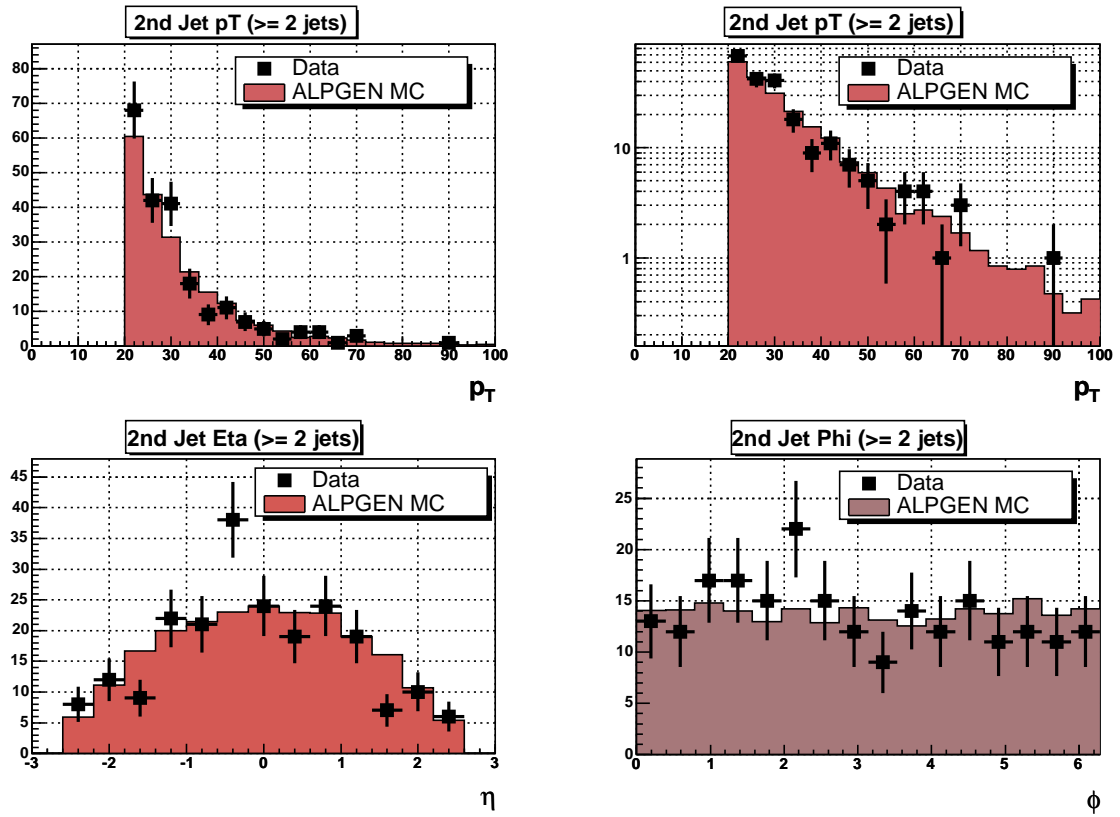 2nd Jet pT (>= 2 jets)
Data
ALPGEN MC
80
70
60
50
40
30
20
10
0
0 10 20 30 40 50 60 70 80 90 100
pT
2nd Jet pT (>= 2 jets)
Data
ALPGEN MC
10
1
0 10 20 30 40 50 60 70 80 90 100
pT
2nd Jet Eta (>= 2 jets)
Data
ALPGEN MC
45
40
35
30
25
20
15
10
5
0
-3 -2 -1 0 1 2 3
η
2nd Jet Phi (>= 2 jets)
Data
ALPGEN MC
25
20
15
10
5
0
0 1 2 3 4 5 6
ϕ